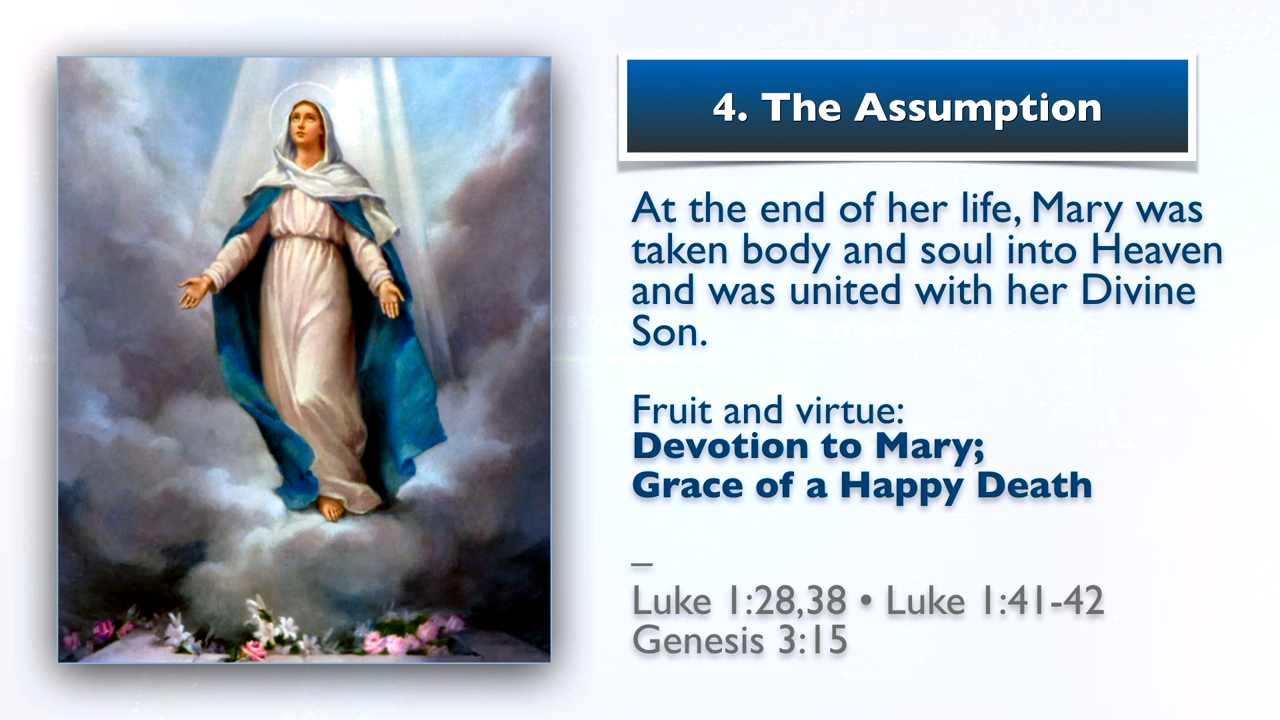 4. The Assumption
At the end of her life, Mary was
taken body and soul into Heaven
and was united with her Divine
Son.
Fruit and virtue:
Devotion to Mary;
Grace of a Happy Death
_
Luke 1:28,38 • Luke 1:41-42
Genesis 3:15